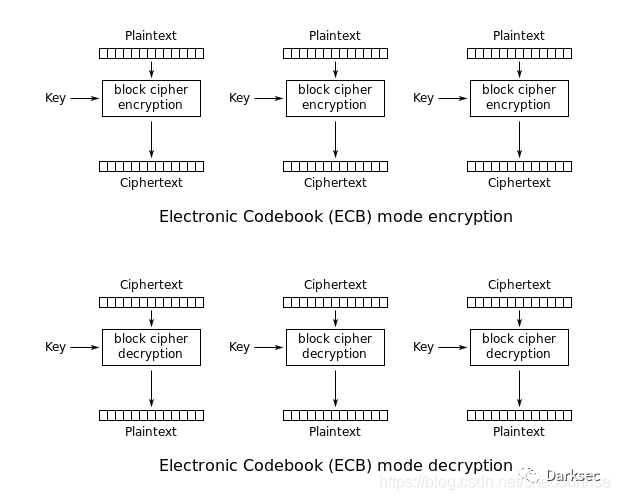 Plaintext Plaintext Plaintext
Key block cipher encryption Key block cipher encryption Key block cipher encryption
Ciphertext Ciphertext Ciphertext
Electronic Codebook (ECB) mode encryption
Ciphertext Ciphertext Ciphertext
Key block cipher decryption Key block cipher decryption Key block cipher decryption
Plaintext Plaintext Plaintext
Electronic Codebook (ECB) mode decryption
Darksec
https://blog.csdn.net/